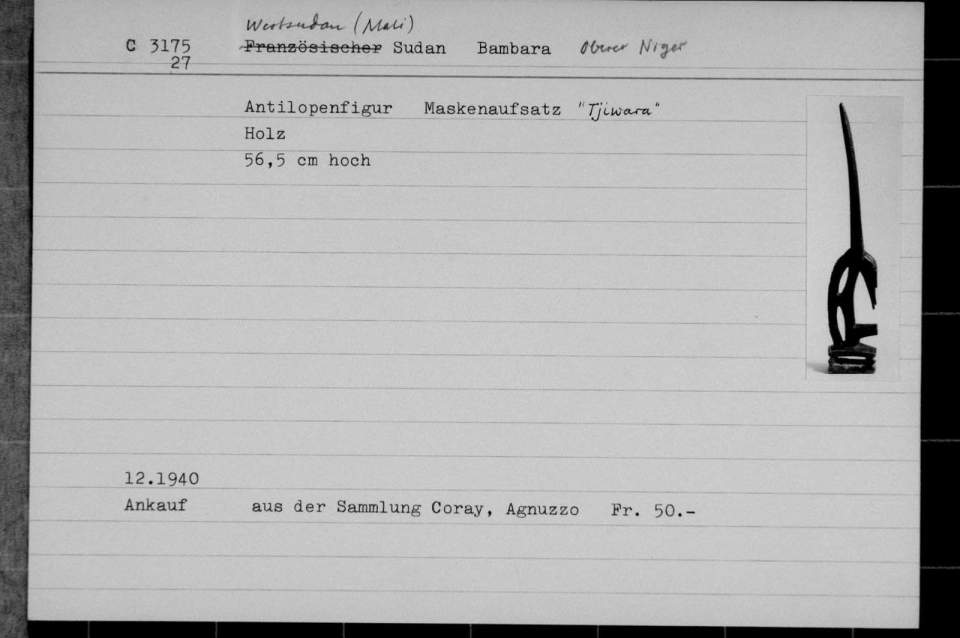 Westsudan (Mali)
C 3175 Französischer Sudan Bambara Oberer Niger
27
Antilopenfigur Maskenaufsatz "Tjiwara"
Holz
56,5 cm hoch
12.1940
Ankauf aus der Sammlung Coray, Agnuzzo Fr. 50.-